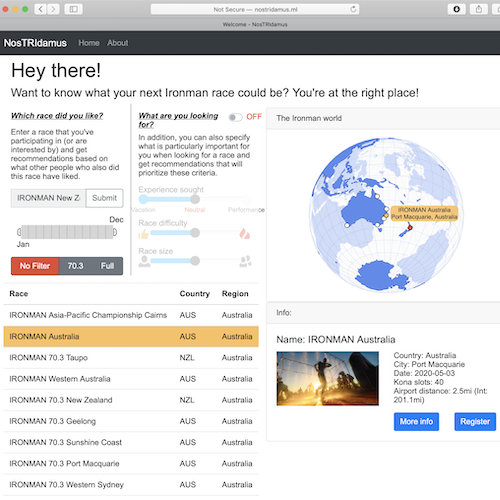 Not Secure — nostridamus.ml
Welcome - NosTRIdamus
NosTRIdamus Home About
Hey there!
Want to know what your next Ironman race could be? You're at the right place!
Which race did you like?
Enter a race that you've
participating in (or are
interested by) and get
recommendations based on
what other people who also did
this race have liked.
IRONMAN New Z
Submit
Dec
Jan
No Filter 70.3 Full
What are you looking
for?
OFF
In addition, you can also specify
what is particularly important for
you when looking for a race and
get recommendations that will
prioritize these criteria.
Experience sought
Vacation Neutral Performance
Race difficulty
Race size
The Ironman world
IRONMAN Australia
Port Macquarie, Australia
Race Country Region
IRONMAN Asia-Pacific Championship Cairns AUS Australia
IRONMAN Australia AUS Australia
IRONMAN 70.3 Taupo NZL Australia
IRONMAN Western Australia AUS Australia
IRONMAN 70.3 New Zealand NZL Australia
IRONMAN 70.3 Geelong AUS Australia
IRONMAN 70.3 Sunshine Coast AUS Australia
IRONMAN 70.3 Port Macquarie AUS Australia
IRONMAN 70.3 Western Sydney AUS Australia
Info:
Name: IRONMAN Australia
Country: Australia
City: Port Macquarie
Date: 2020-05-03
Kona slots: 40
Airport distance: 2.5mi (Int:
201.1mi)
More info Register